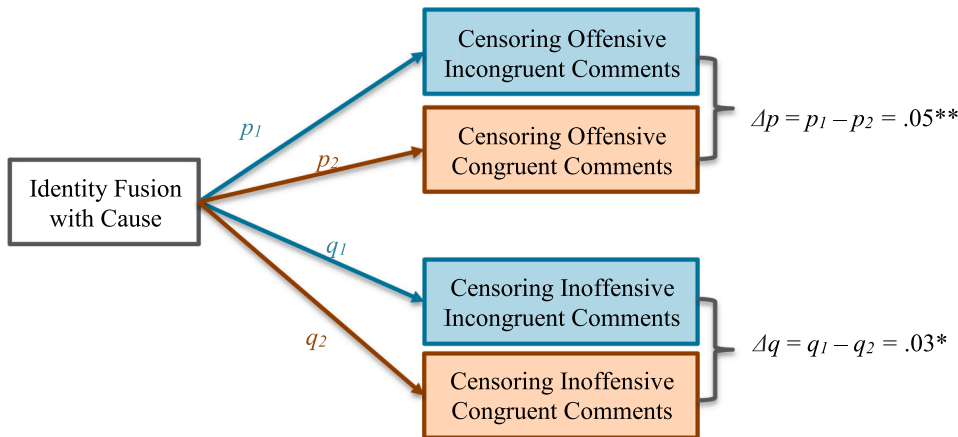 Censoring Offensive
Incongruent Comments
p1
Δp = p1 – p2 = .05**
Censoring Offensive
Congruent Comments
p2
Identity Fusion
with Cause
q1
Censoring Inoffensive
Incongruent Comments
q2
Δq = q1 – q2 = .03*
Censoring Inoffensive
Congruent Comments